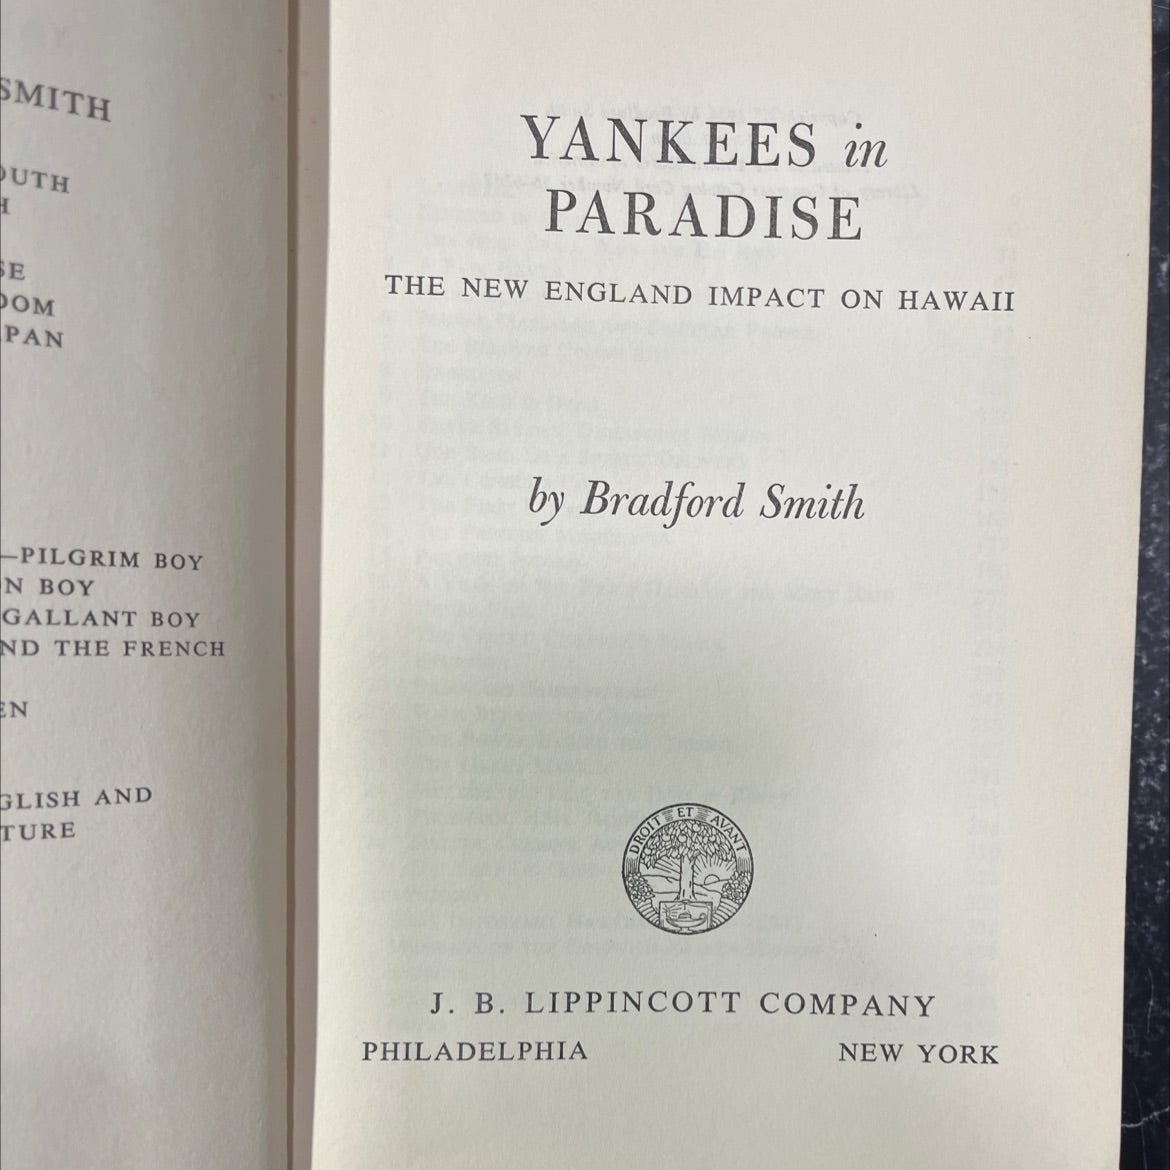 SMITH
OUTH
H
SE
DOM
PAN
—PILGRIM BOY
N BOY
GALLANT BOY
ND THE FRENCH
EN
GLISH AND
TURE
YANKEES in
PARADISE
THE NEW ENGLAND IMPACT ON HAWAII
by Bradford Smith
DROIT ET AVANT
J. B. LIPPINCOTT COMPANY
PHILADELPHIA NEW YORK